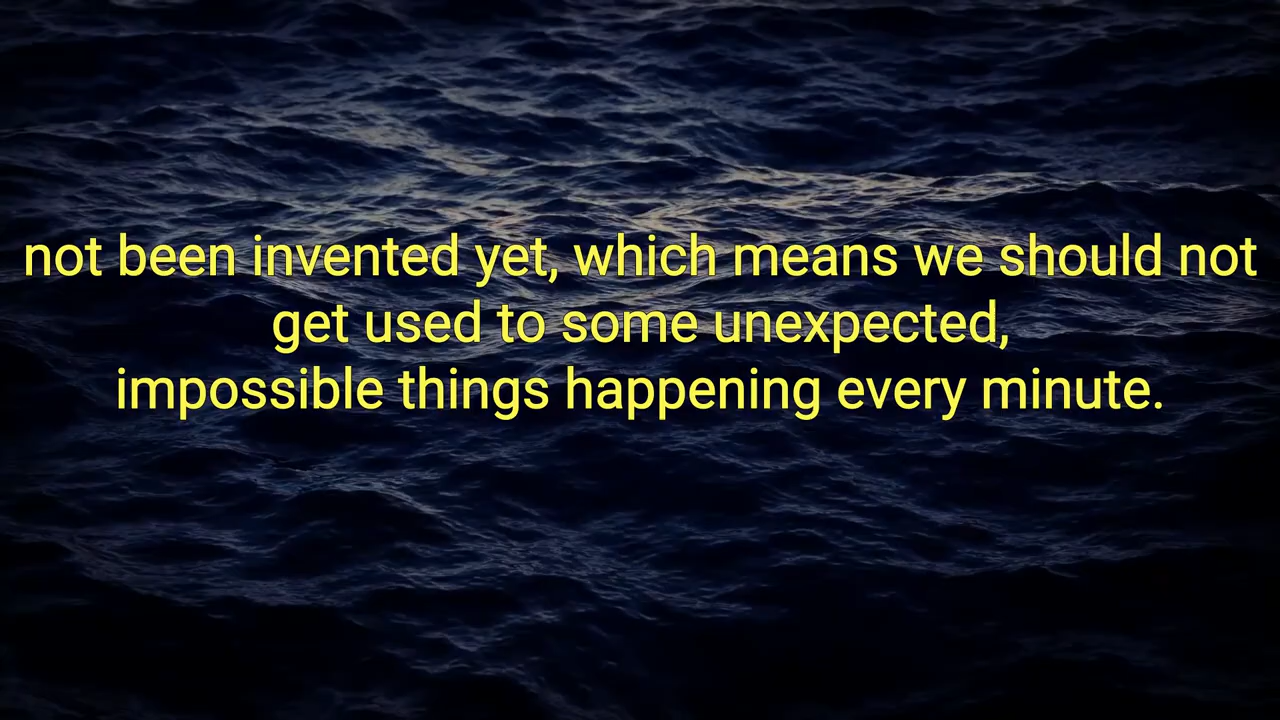 not been invented yet, which means we should not
get used to some unexpected,
impossible things happening every minute.